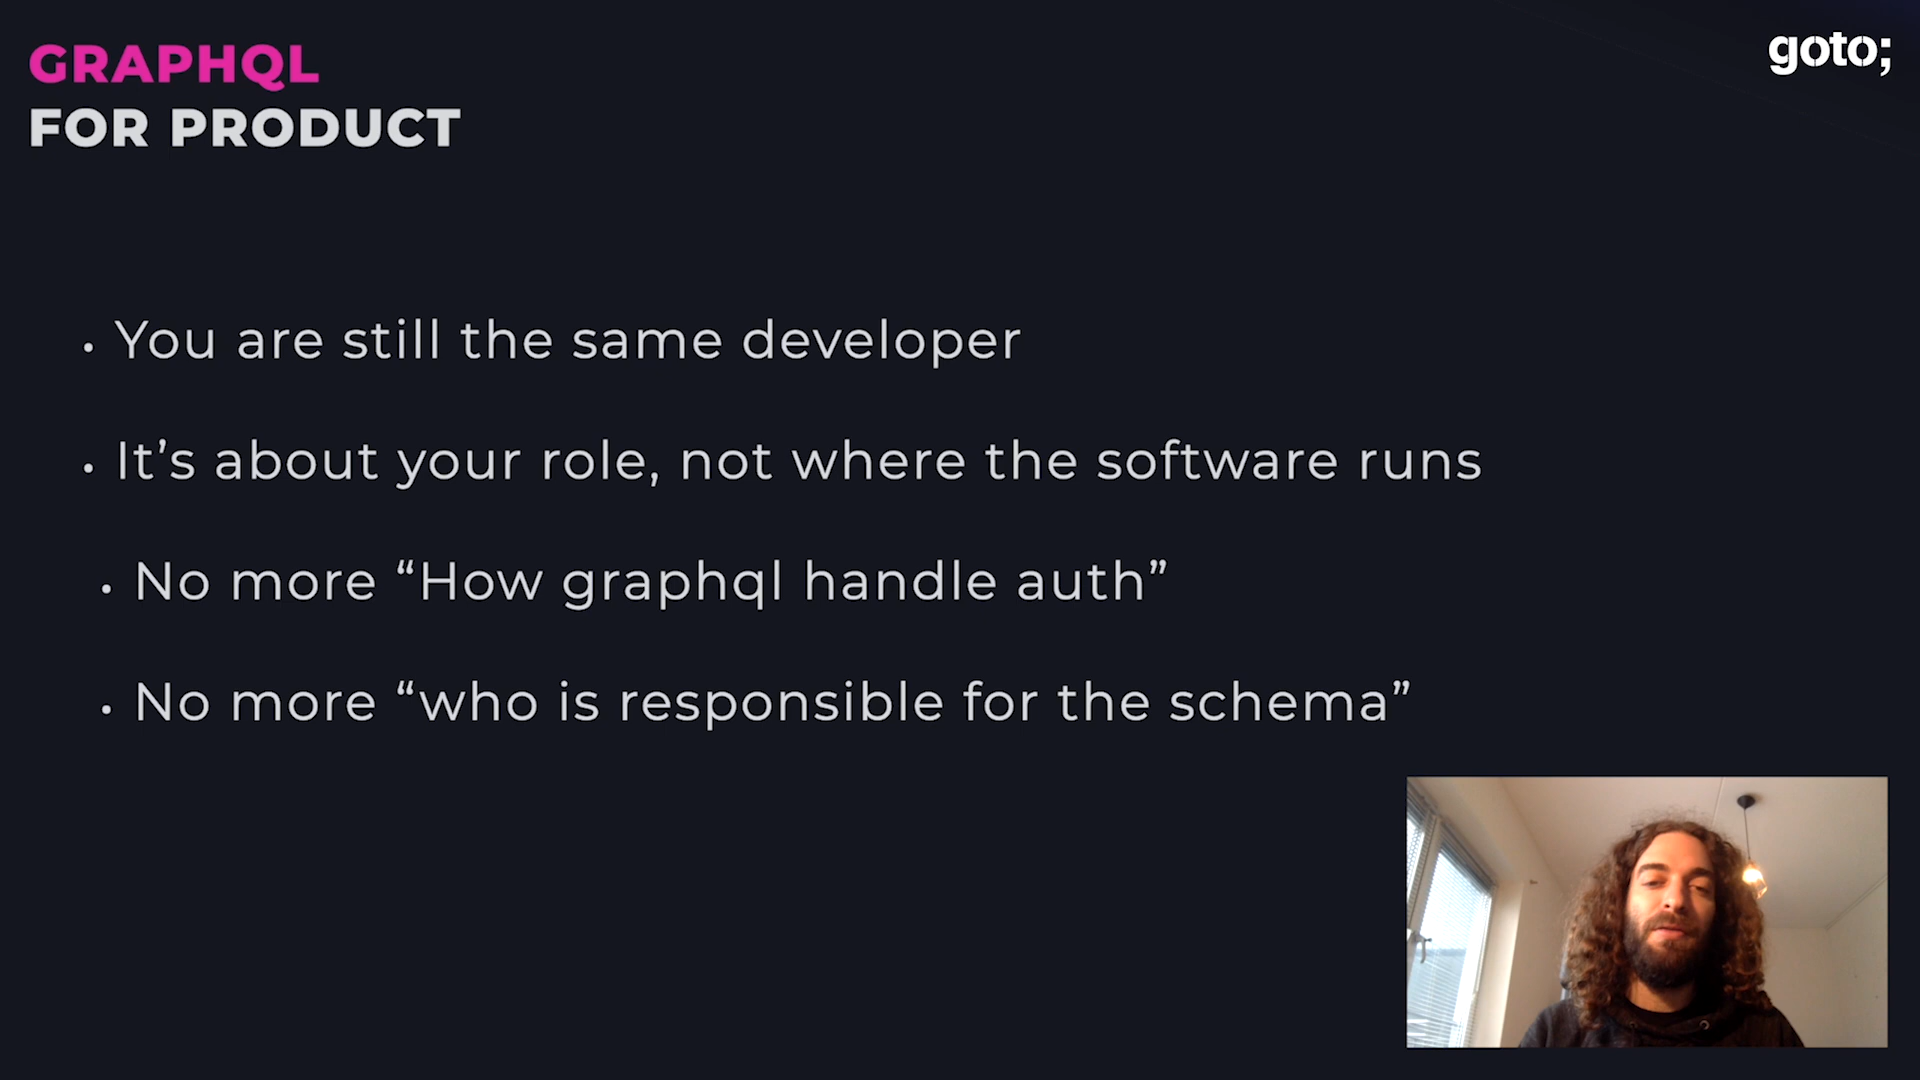 GRAPHQL
FOR PRODUCT
goto;
• You are still the same developer
• It’s about your role, not where the software runs
• No more “How graphql handle auth”
• No more “who is responsible for the schema”